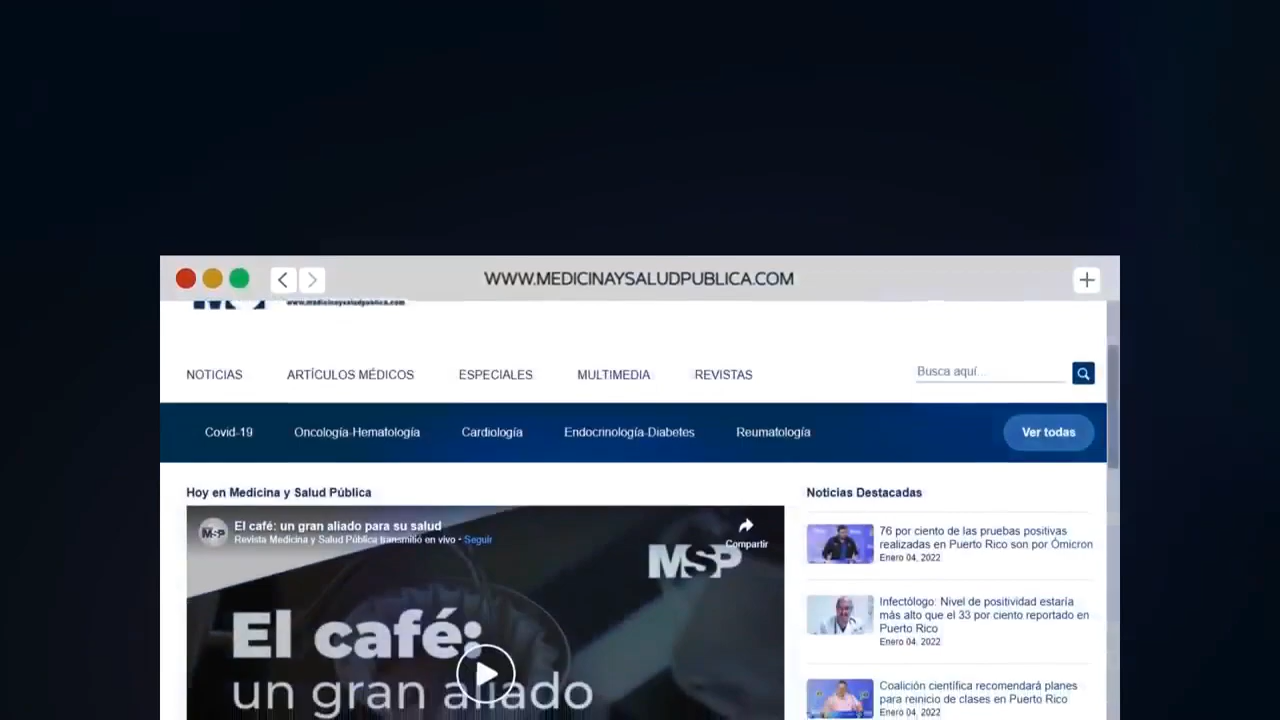 WWW.MEDICINAYSALUDPUBLICA.COM
MSP
www.medicinaysaludpublica.com
NOTICIAS
ARTÍCULOS MÉDICOS
ESPECIALES
MULTIMEDIA
REVISTAS
Busca aquí...
Covid-19
Oncología-Hematología
Cardiología
Endocrinología-Diabetes
Reumatología
Ver todas
Hoy en Medicina y Salud Pública
MSP
El café: un gran aliado para su salud
Revista Medicina y Salud Pública transmitió en vivo · Seguir
Compartir
MSP
El café:
un gran aliado
Noticias Destacadas
76 por ciento de las pruebas positivas
realizadas en Puerto Rico son por Ómicron
Enero 04, 2022
Infectólogo: Nivel de positividad estaría
más alto que el 33 por ciento reportado en
Puerto Rico
Enero 04, 2022
Coalición científica recomendará planes
para reinicio de clases en Puerto Rico
Enero 04, 2022